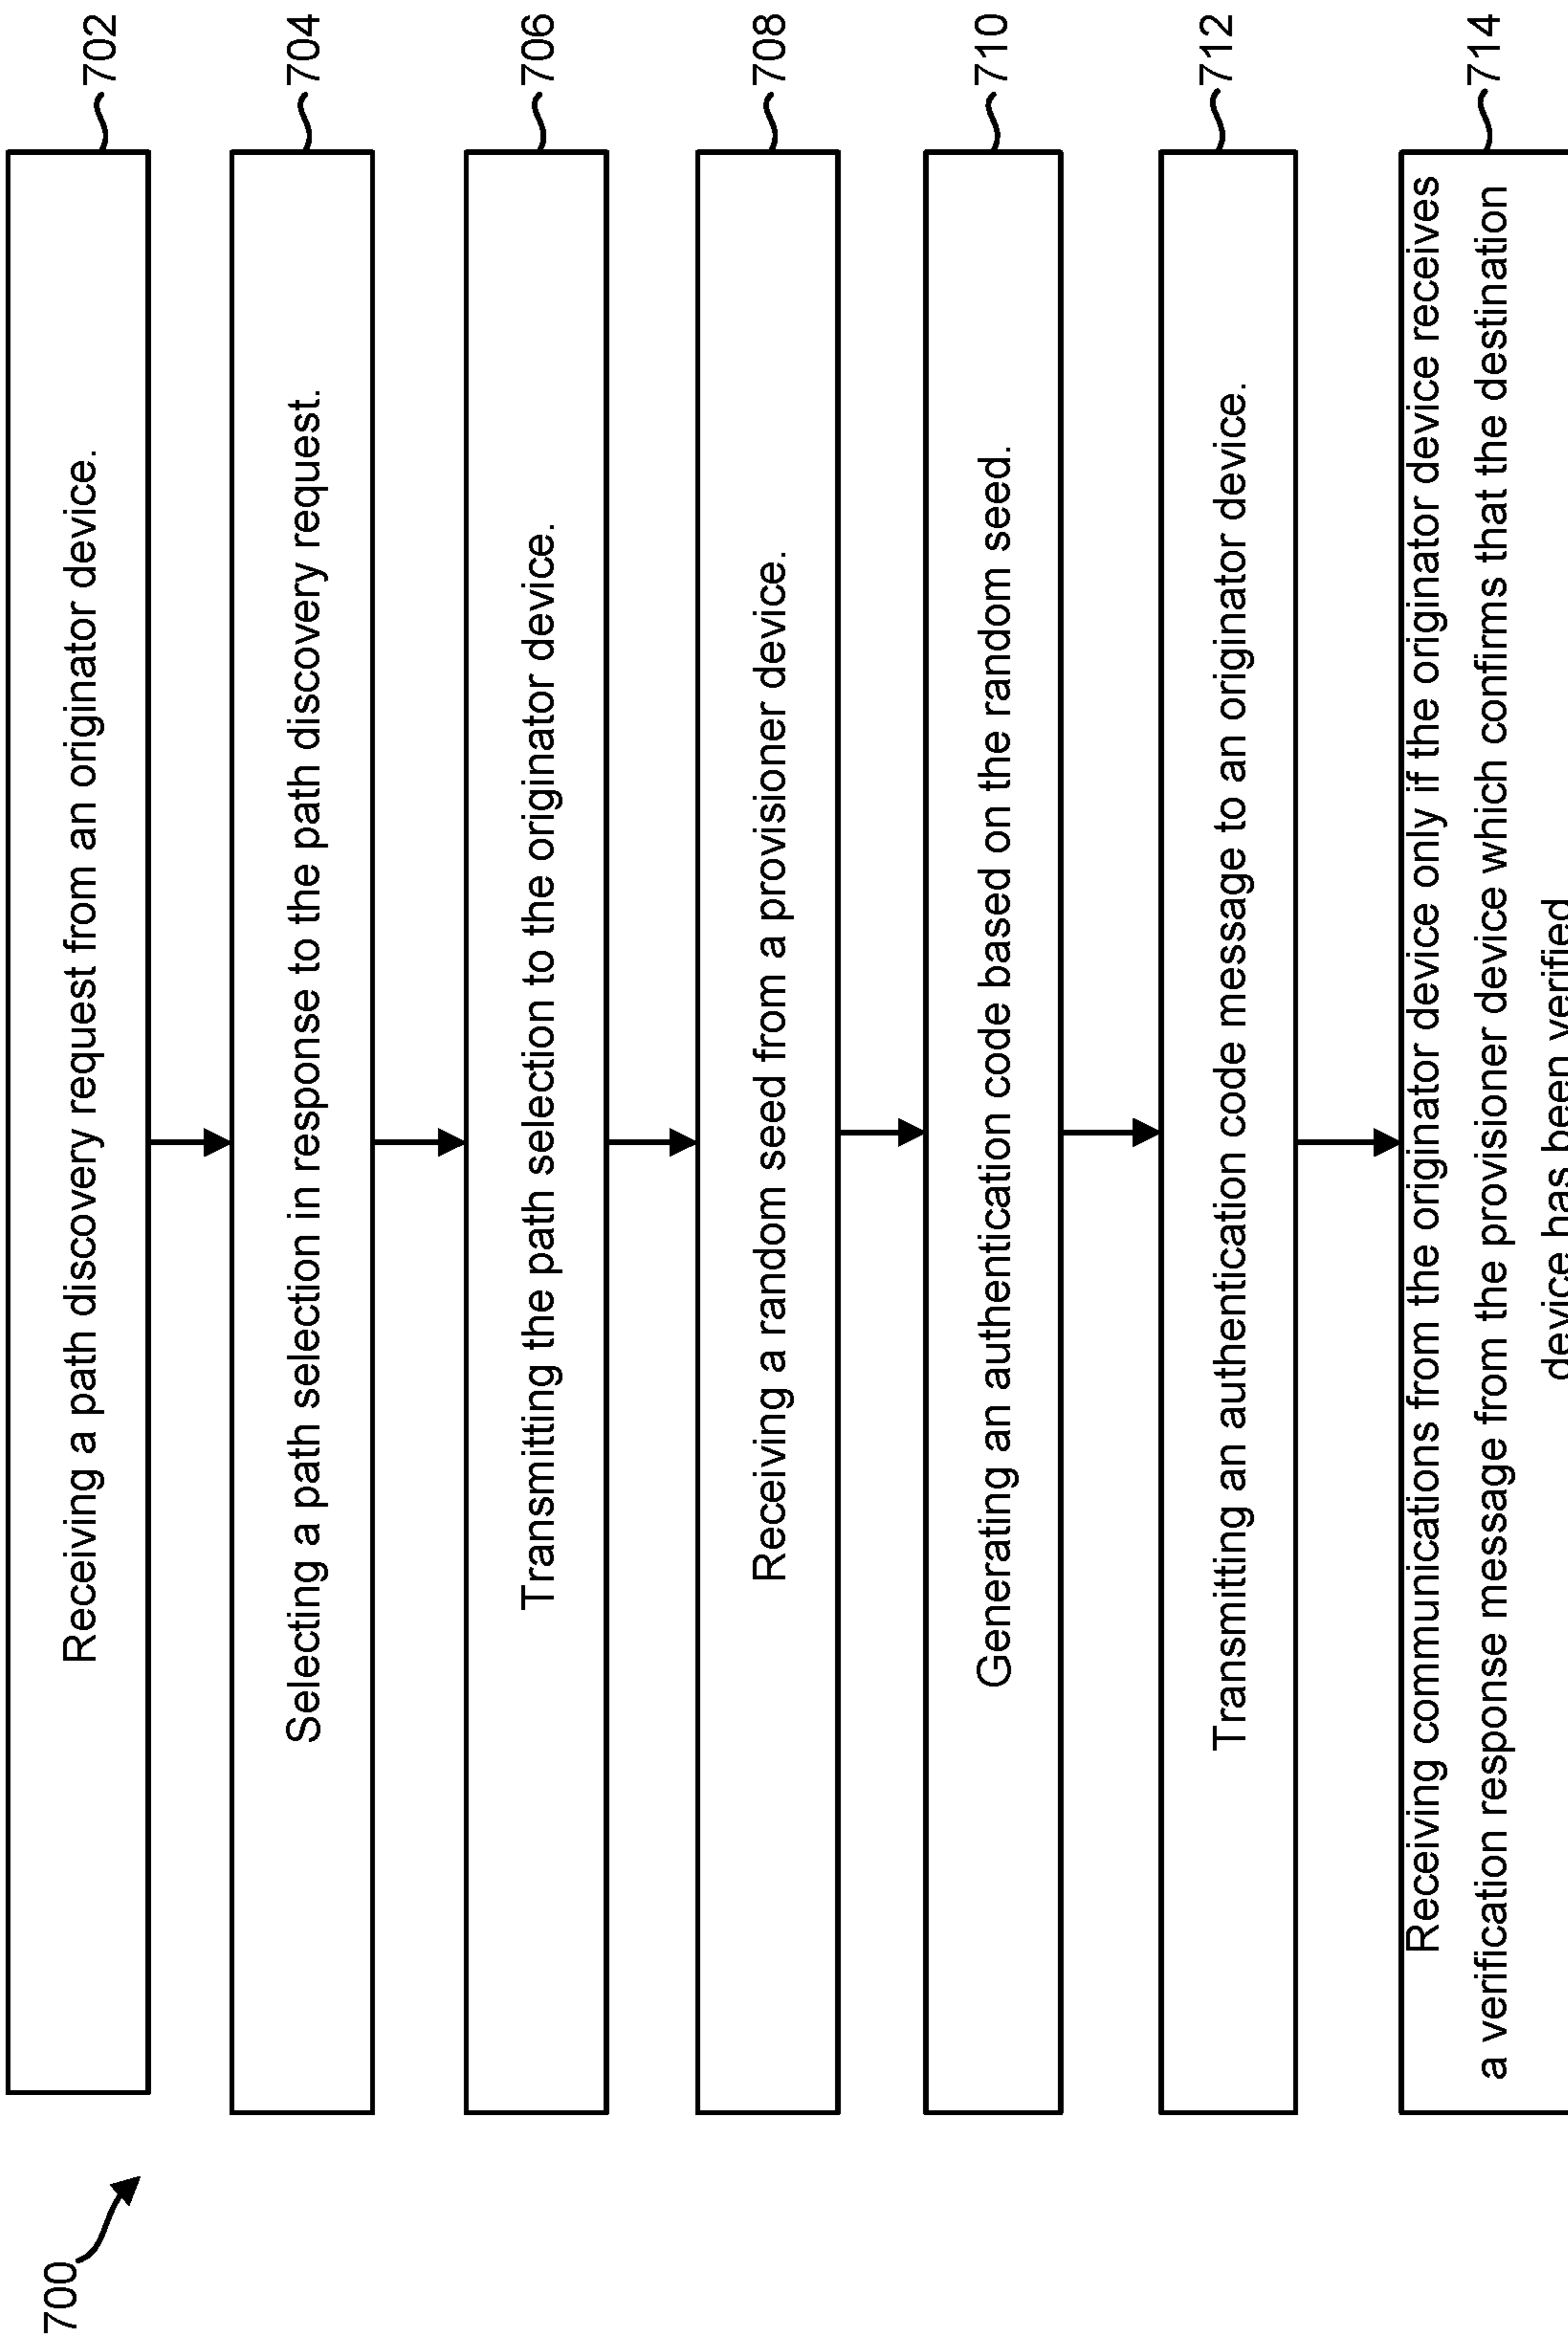 700
Receiving a path discovery request from an originator device.
702
Selecting a path selection in response to the path discovery request.
704
Transmitting the path selection to the originator device.
706
Receiving a random seed from a provisioner device.
708
Generating an authentication code based on the random seed.
710
Transmitting an authentication code message to an originator device.
712
Receiving communications from the originator device only if the originator device receives
a verification response message from the provisioner device which confirms that the destination
device has been verified
714